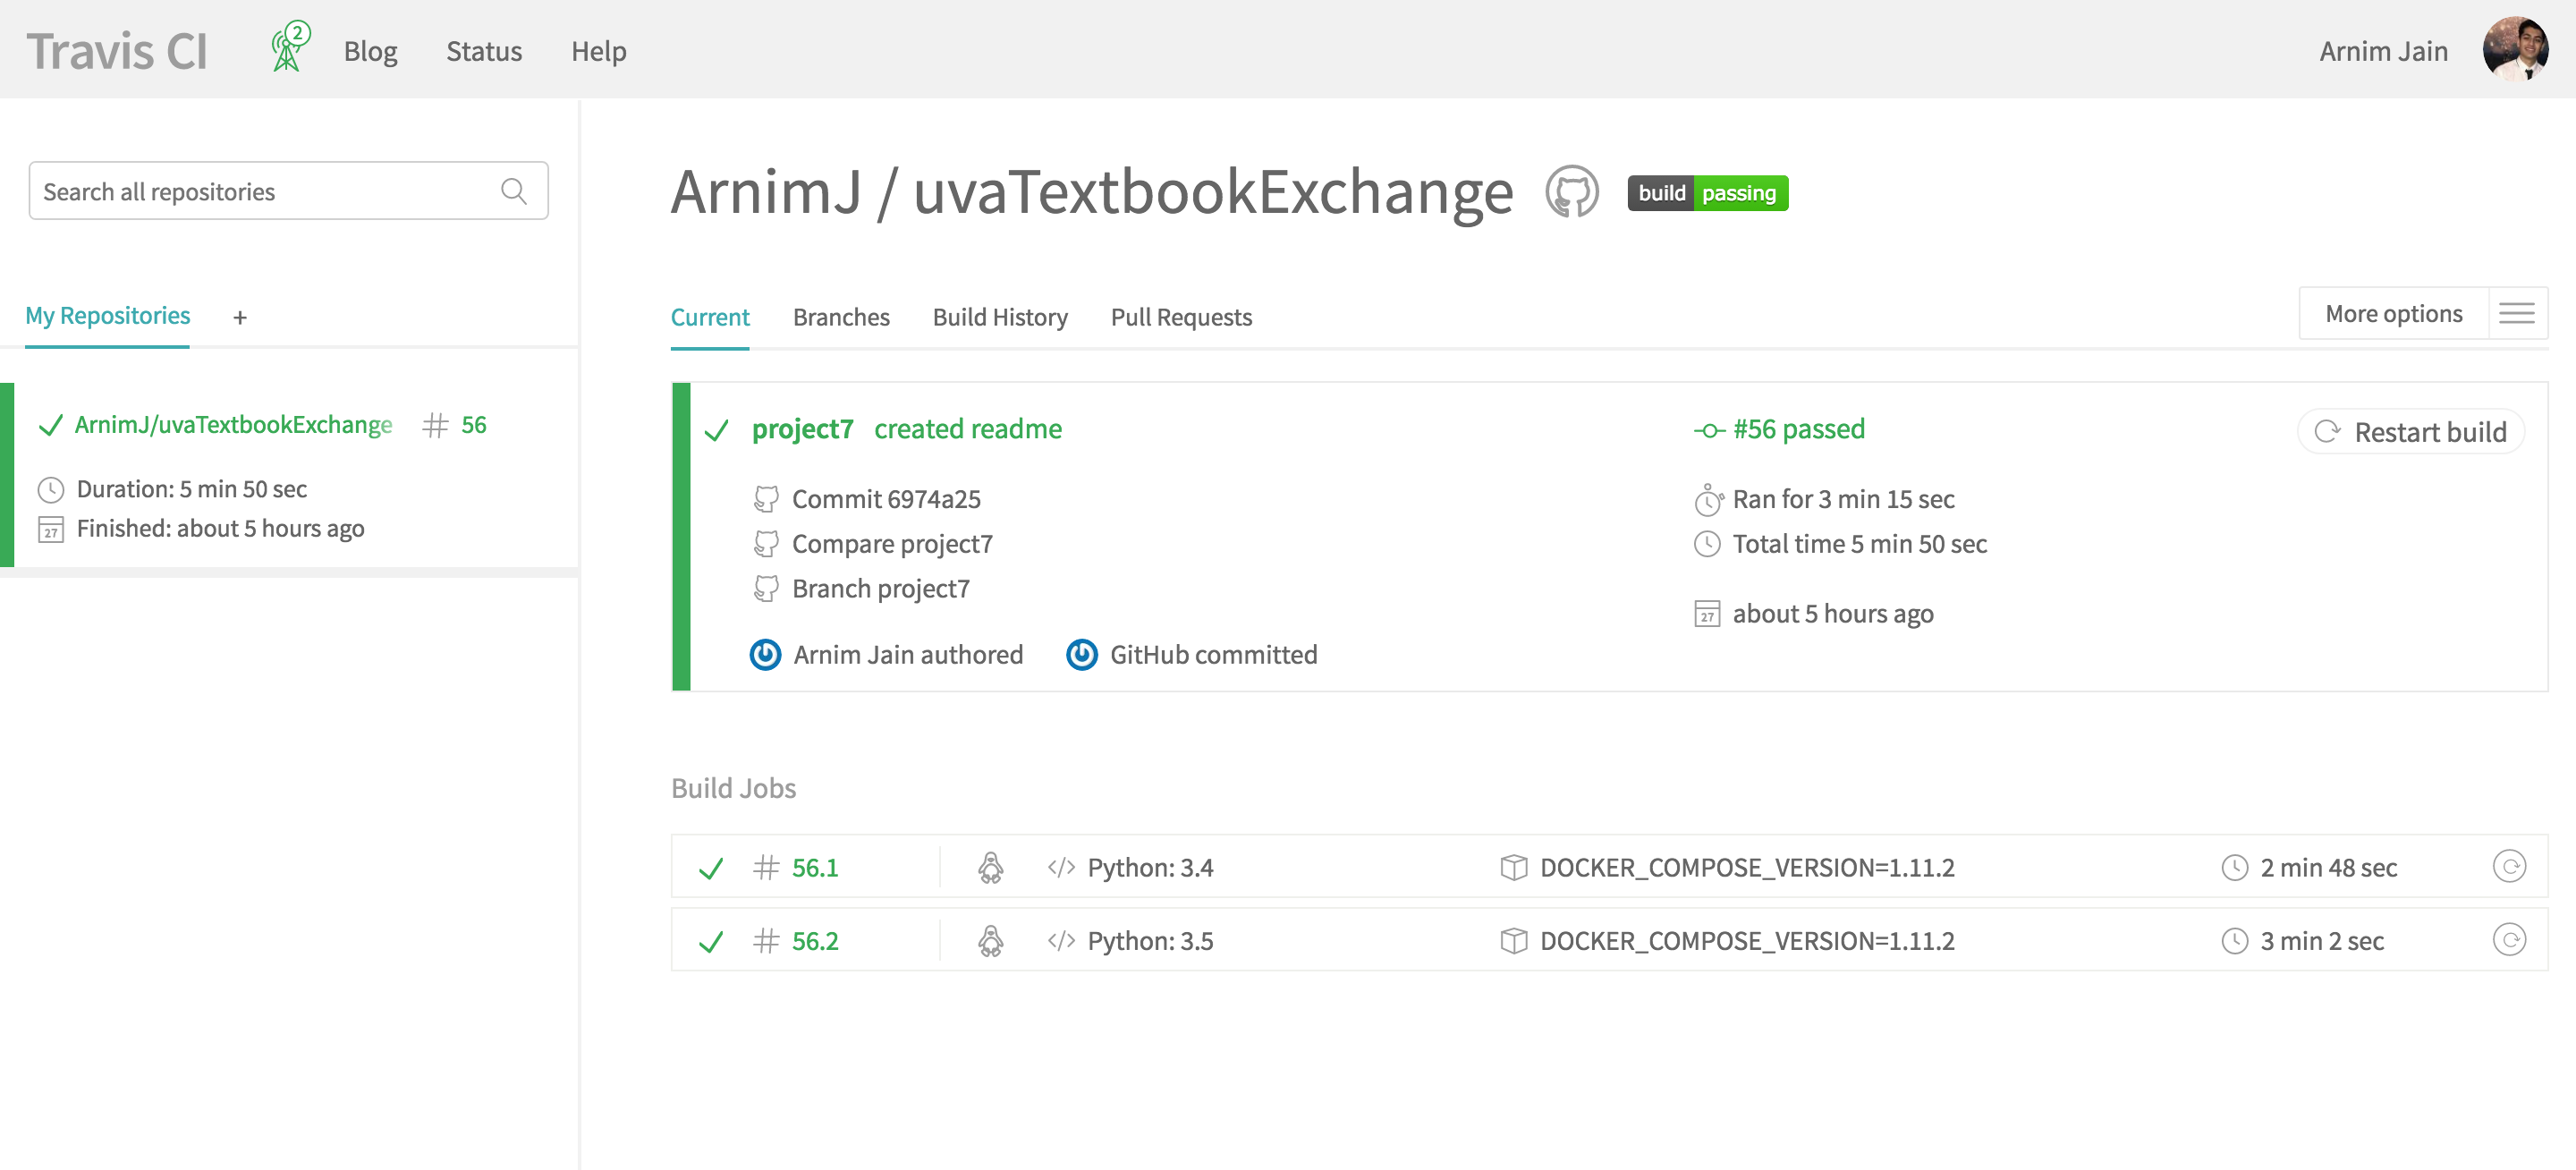 Travis CI
2
Blog
Status
Help
Arnim Jain
Search all repositories
My Repositories
+
ArnimJ/uvaTextbookExchange # 56
Duration: 5 min 50 sec
27 Finished: about 5 hours ago
ArnimJ / uvaTextbookExchange
build passing
Current
Branches
Build History
Pull Requests
More options
project7 created readme
Commit 6974a25
Compare project7
Branch project7
Arnim Jain authored
GitHub committed
#56 passed
Ran for 3 min 15 sec
Total time 5 min 50 sec
27 about 5 hours ago
Restart build
Build Jobs
# 56.1 </> Python: 3.4 DOCKER_COMPOSE_VERSION=1.11.2 2 min 48 sec
# 56.2 </> Python: 3.5 DOCKER_COMPOSE_VERSION=1.11.2 3 min 2 sec